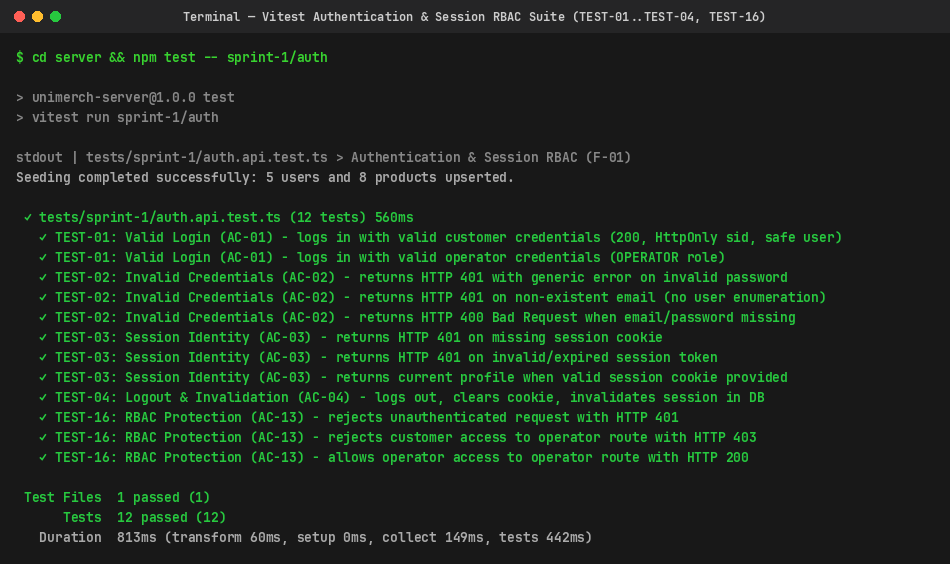 Terminal — Vitest Authentication & Session RBAC Suite (TEST-01..TEST-04, TEST-16)
$ cd server && npm test -- sprint-1/auth
> unimerch-server@1.0.0 test
> vitest run sprint-1/auth
stdout | tests/sprint-1/auth.api.test.ts > Authentication & Session RBAC (F-01)
Seeding completed successfully: 5 users and 8 products upserted.
✓ tests/sprint-1/auth.api.test.ts (12 tests) 560ms
✓ TEST-01: Valid Login (AC-01) - logs in with valid customer credentials (200, HttpOnly sid, safe user)
✓ TEST-01: Valid Login (AC-01) - logs in with valid operator credentials (OPERATOR role)
✓ TEST-02: Invalid Credentials (AC-02) - returns HTTP 401 with generic error on invalid password
✓ TEST-02: Invalid Credentials (AC-02) - returns HTTP 401 on non-existent email (no user enumeration)
✓ TEST-02: Invalid Credentials (AC-02) - returns HTTP 400 Bad Request when email/password missing
✓ TEST-03: Session Identity (AC-03) - returns HTTP 401 on missing session cookie
✓ TEST-03: Session Identity (AC-03) - returns HTTP 401 on invalid/expired session token
✓ TEST-03: Session Identity (AC-03) - returns current profile when valid session cookie provided
✓ TEST-04: Logout & Invalidation (AC-04) - logs out, clears cookie, invalidates session in DB
✓ TEST-16: RBAC Protection (AC-13) - rejects unauthenticated request with HTTP 401
✓ TEST-16: RBAC Protection (AC-13) - rejects customer access to operator route with HTTP 403
✓ TEST-16: RBAC Protection (AC-13) - allows operator access to operator route with HTTP 200
Test Files  1 passed (1)
Tests  12 passed (12)
Duration  813ms (transform 60ms, setup 0ms, collect 149ms, tests 442ms)